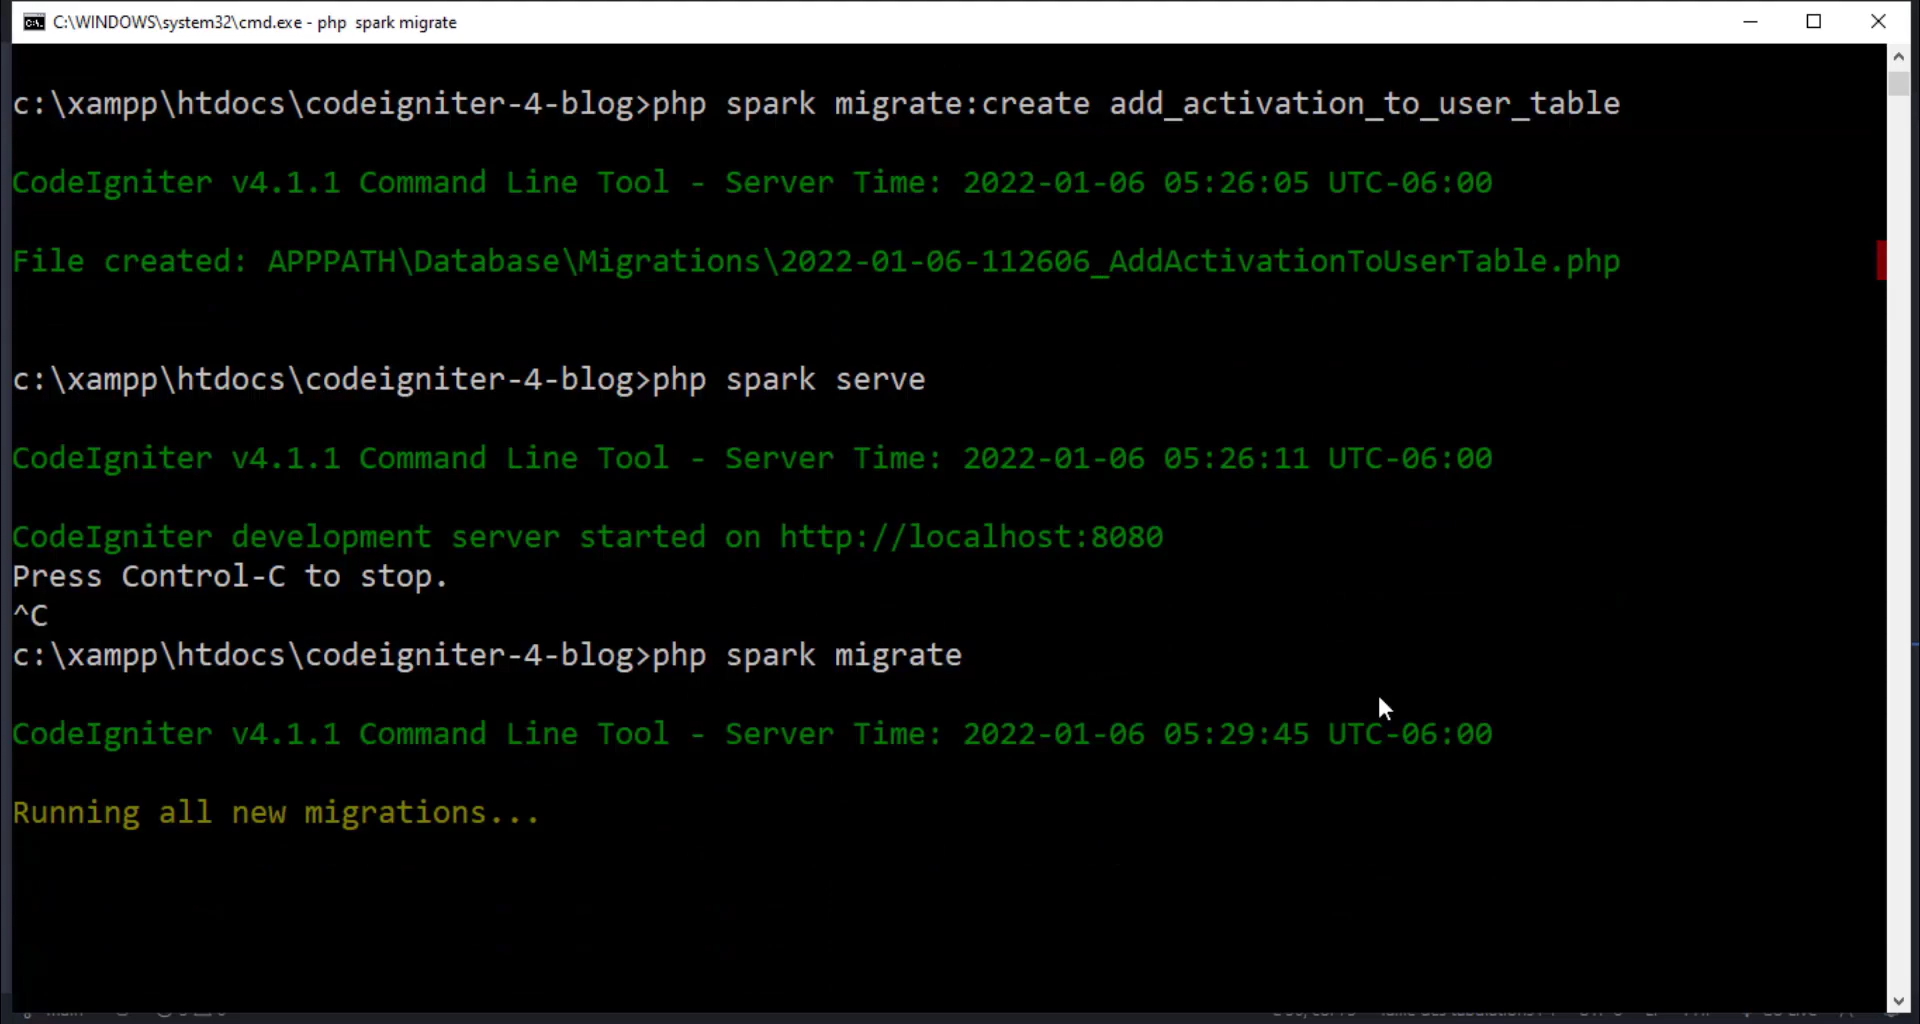 C:\WINDOWS\system32\cmd.exe - php  spark migrate
c:\xampp\htdocs\codeigniter-4-blog>php spark migrate:create add_activation_to_user_table
CodeIgniter v4.1.1 Command Line Tool - Server Time: 2022-01-06 05:26:05 UTC-06:00
File created: APPPATH\Database\Migrations\2022-01-06-112606_AddActivationToUserTable.php
c:\xampp\htdocs\codeigniter-4-blog>php spark serve
CodeIgniter v4.1.1 Command Line Tool - Server Time: 2022-01-06 05:26:11 UTC-06:00
CodeIgniter development server started on http://localhost:8080
Press Control-C to stop.
^C
c:\xampp\htdocs\codeigniter-4-blog>php spark migrate
CodeIgniter v4.1.1 Command Line Tool - Server Time: 2022-01-06 05:29:45 UTC-06:00
Running all new migrations...